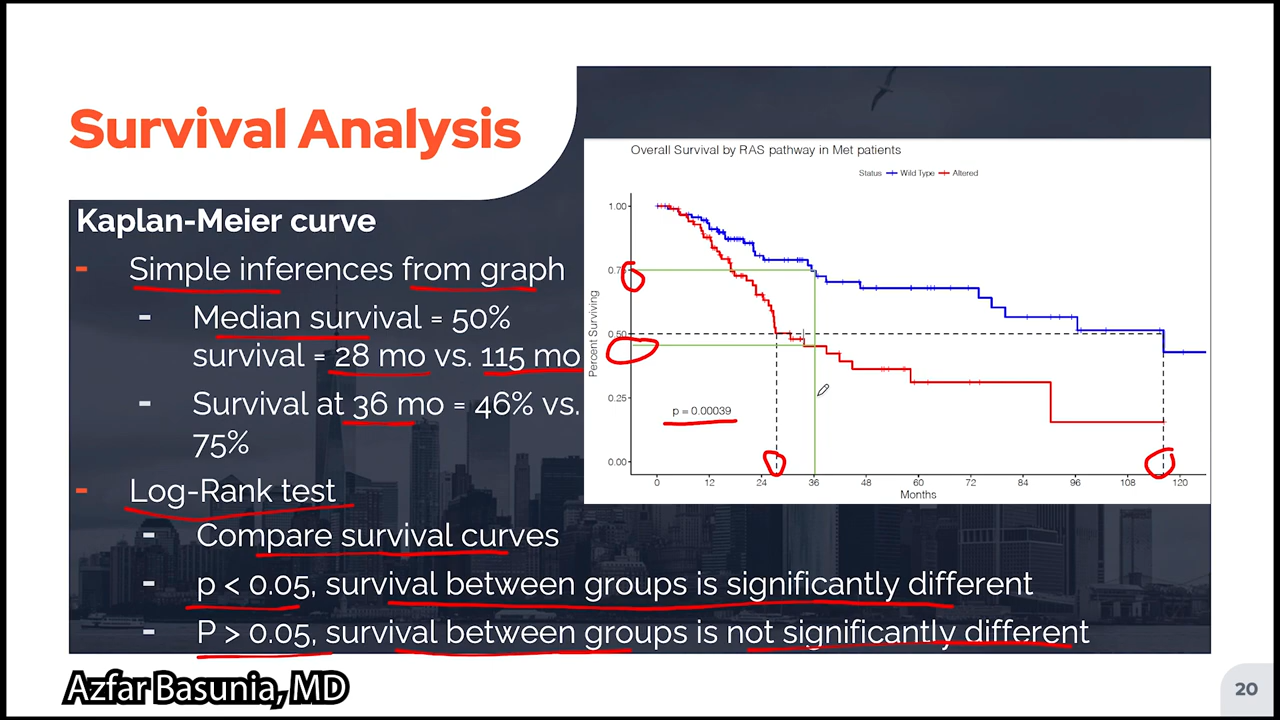 Survival Analysis
Kaplan-Meier curve
- Simple inferences from graph
- Median survival = 50%
survival = 28 mo vs. 115 mo
- Survival at 36 mo = 46% vs.
75%
- Log-Rank test
- Compare survival curves
- p < 0.05, survival between groups is significantly different
- P > 0.05, survival between groups is not significantly different
Overall Survival by RAS pathway in Met patients
Status Wild Type Altered
1.00
0.50
0.25
0.00
Percent Surviving
p = 0.00039
0 12 24 36 48 60 72 84 96 108 120
Months
Azfar Basunia, MD
20